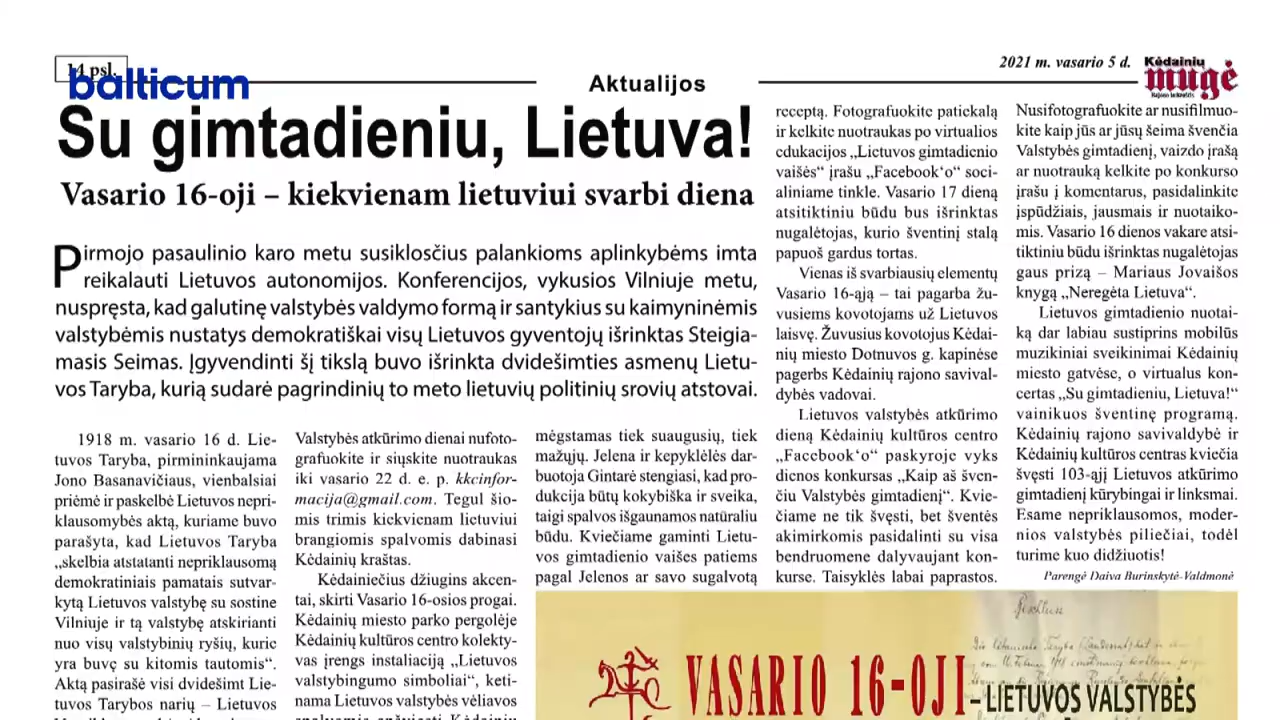 14 psl.
balticum
Aktualijos
2021 m. vasario 5 d.
Kėdainių
mugė
Rajono laikraštis
Su gimtadieniu, Lietuva!
Vasario 16-oji – kiekvienam lietuviui svarbi diena
Pirmojo pasaulinio karo metu susiklosčius palankioms aplinkybėms imta
reikalauti Lietuvos autonomijos. Konferencijos, vykusios Vilniuje metu,
nuspręsta, kad galutinę valstybės valdymo formą ir santykius su kaimyninėmis
valstybėmis nustatys demokratiškai visų Lietuvos gyventojų išrinktas Steigia-
masis Seimas. Įgyvendinti šį tikslą buvo išrinkta dvidešimties asmenų Lietu-
vos Taryba, kurią sudarė pagrindinių to meto lietuvių politinių srovių atstovai.
1918 m. vasario 16 d. Lie-
tuvos Taryba, pirmininkaujama
Jono Basanavičiaus, vienbalsiai
priėmė ir paskelbė Lietuvos nepri-
klausomybės aktą, kuriame buvo
parašyta, kad Lietuvos Taryba
„skelbia atstatanti nepriklausomą
demokratiniais pamatais sutvar-
kytą Lietuvos valstybę su sostine
Vilniuje ir tą valstybę atskirianti
nuo visų valstybinių ryšių, kurie
yra buvę su kitomis tautomis“.
Aktą pasirašė visi dvidešimt Lie-
tuvos Tarybos narių – Lietuvos
Valstybės atkūrimo dienai nufoto-
grafuokite ir siųskite nuotraukas
iki vasario 22 d. e. p. kkcinfor-
macija@gmail.com. Tegul šio-
mis trimis kiekvienam lietuviui
brangiomis spalvomis dabinasi
Kėdainių kraštas.
Kėdainiečius džiugins akcen-
tai, skirti Vasario 16-osios progai.
Kėdainių miesto parko pergolėje
Kėdainių kultūros centro kolekty-
vas įrengs instaliaciją „Lietuvos
valstybingumo simboliai“, keti-
nama Lietuvos valstybės vėliavos
mėgstamas tiek suaugusių, tiek
mažųjų. Jelena ir kepyklėlės dar-
buotoja Gintarė stengiasi, kad pro-
dukcija būtų kokybiška ir sveika,
taigi spalvos išgaunamos natūraliu
būdu. Kviečiame gaminti Lietu-
vos gimtadienio vaišes patiems
pagal Jelenos ar savo sugalvotą
receptą. Fotografuokite patiekalą
ir kelkite nuotraukas po virtualios
edukacijos „Lietuvos gimtadienio
vaišės“ įrašu „Facebook‘o“ soci-
aliniame tinkle. Vasario 17 dieną
atsitiktiniu būdu bus išrinktas
nugalėtojas, kurio šventinį stalą
papuoš gardus tortas.
Vienas iš svarbiausių elementų
Vasario 16-ąją – tai pagarba žu-
vusiems kovotojams už Lietuvos
laisvę. Žuvusius kovotojus Kėdai-
nių miesto Dotnuvos g. kapinėse
pagerbs Kėdainių rajono savival-
dybės vadovai.
Lietuvos valstybės atkūrimo
dieną Kėdainių kultūros centro
„Facebook‘o“ paskyroje vyks
dienos konkursas „Kaip aš šven-
čiu Valstybės gimtadienį“. Kvie-
čiame ne tik švęsti, bet šventės
akimirkomis pasidalinti su visa
bendruomene dalyvaujant kon-
kurse. Taisyklės labai paprastos.
Nusifotografuokite ar nusifilmuo-
kite kaip jūs ar jūsų šeima švenčia
Valstybės gimtadienį, vaizdo įrašą
ar nuotrauką kelkite po konkurso
įrašu į komentarus, pasidalinkite
įspūdžiais, jausmais ir nuotaiko-
mis. Vasario 16 dienos vakare atsi-
tiktiniu būdu išrinktas nugalėtojas
gaus prizą – Mariaus Jovaišos
knygą „Neregėta Lietuva“.
Lietuvos gimtadienio nuotai-
ką dar labiau sustiprins mobilūs
muzikiniai sveikinimai Kėdainių
miesto gatvėse, o virtualus kon-
certas „Su gimtadieniu, Lietuva!“
vainikuos šventinę programą.
Kėdainių rajono savivaldybė ir
Kėdainių kultūros centras kviečia
švęsti 103-ąjį Lietuvos atkūrimo
gimtadienį kūrybingai ir linksmai.
Esame nepriklausomos, moder-
nios valstybės piliečiai, todėl
turime kuo didžiuotis!
Parengė Daiva Burinskytė-Valdmonė
VASARIO 16-OJI – LIETUVOS VALSTYBĖS